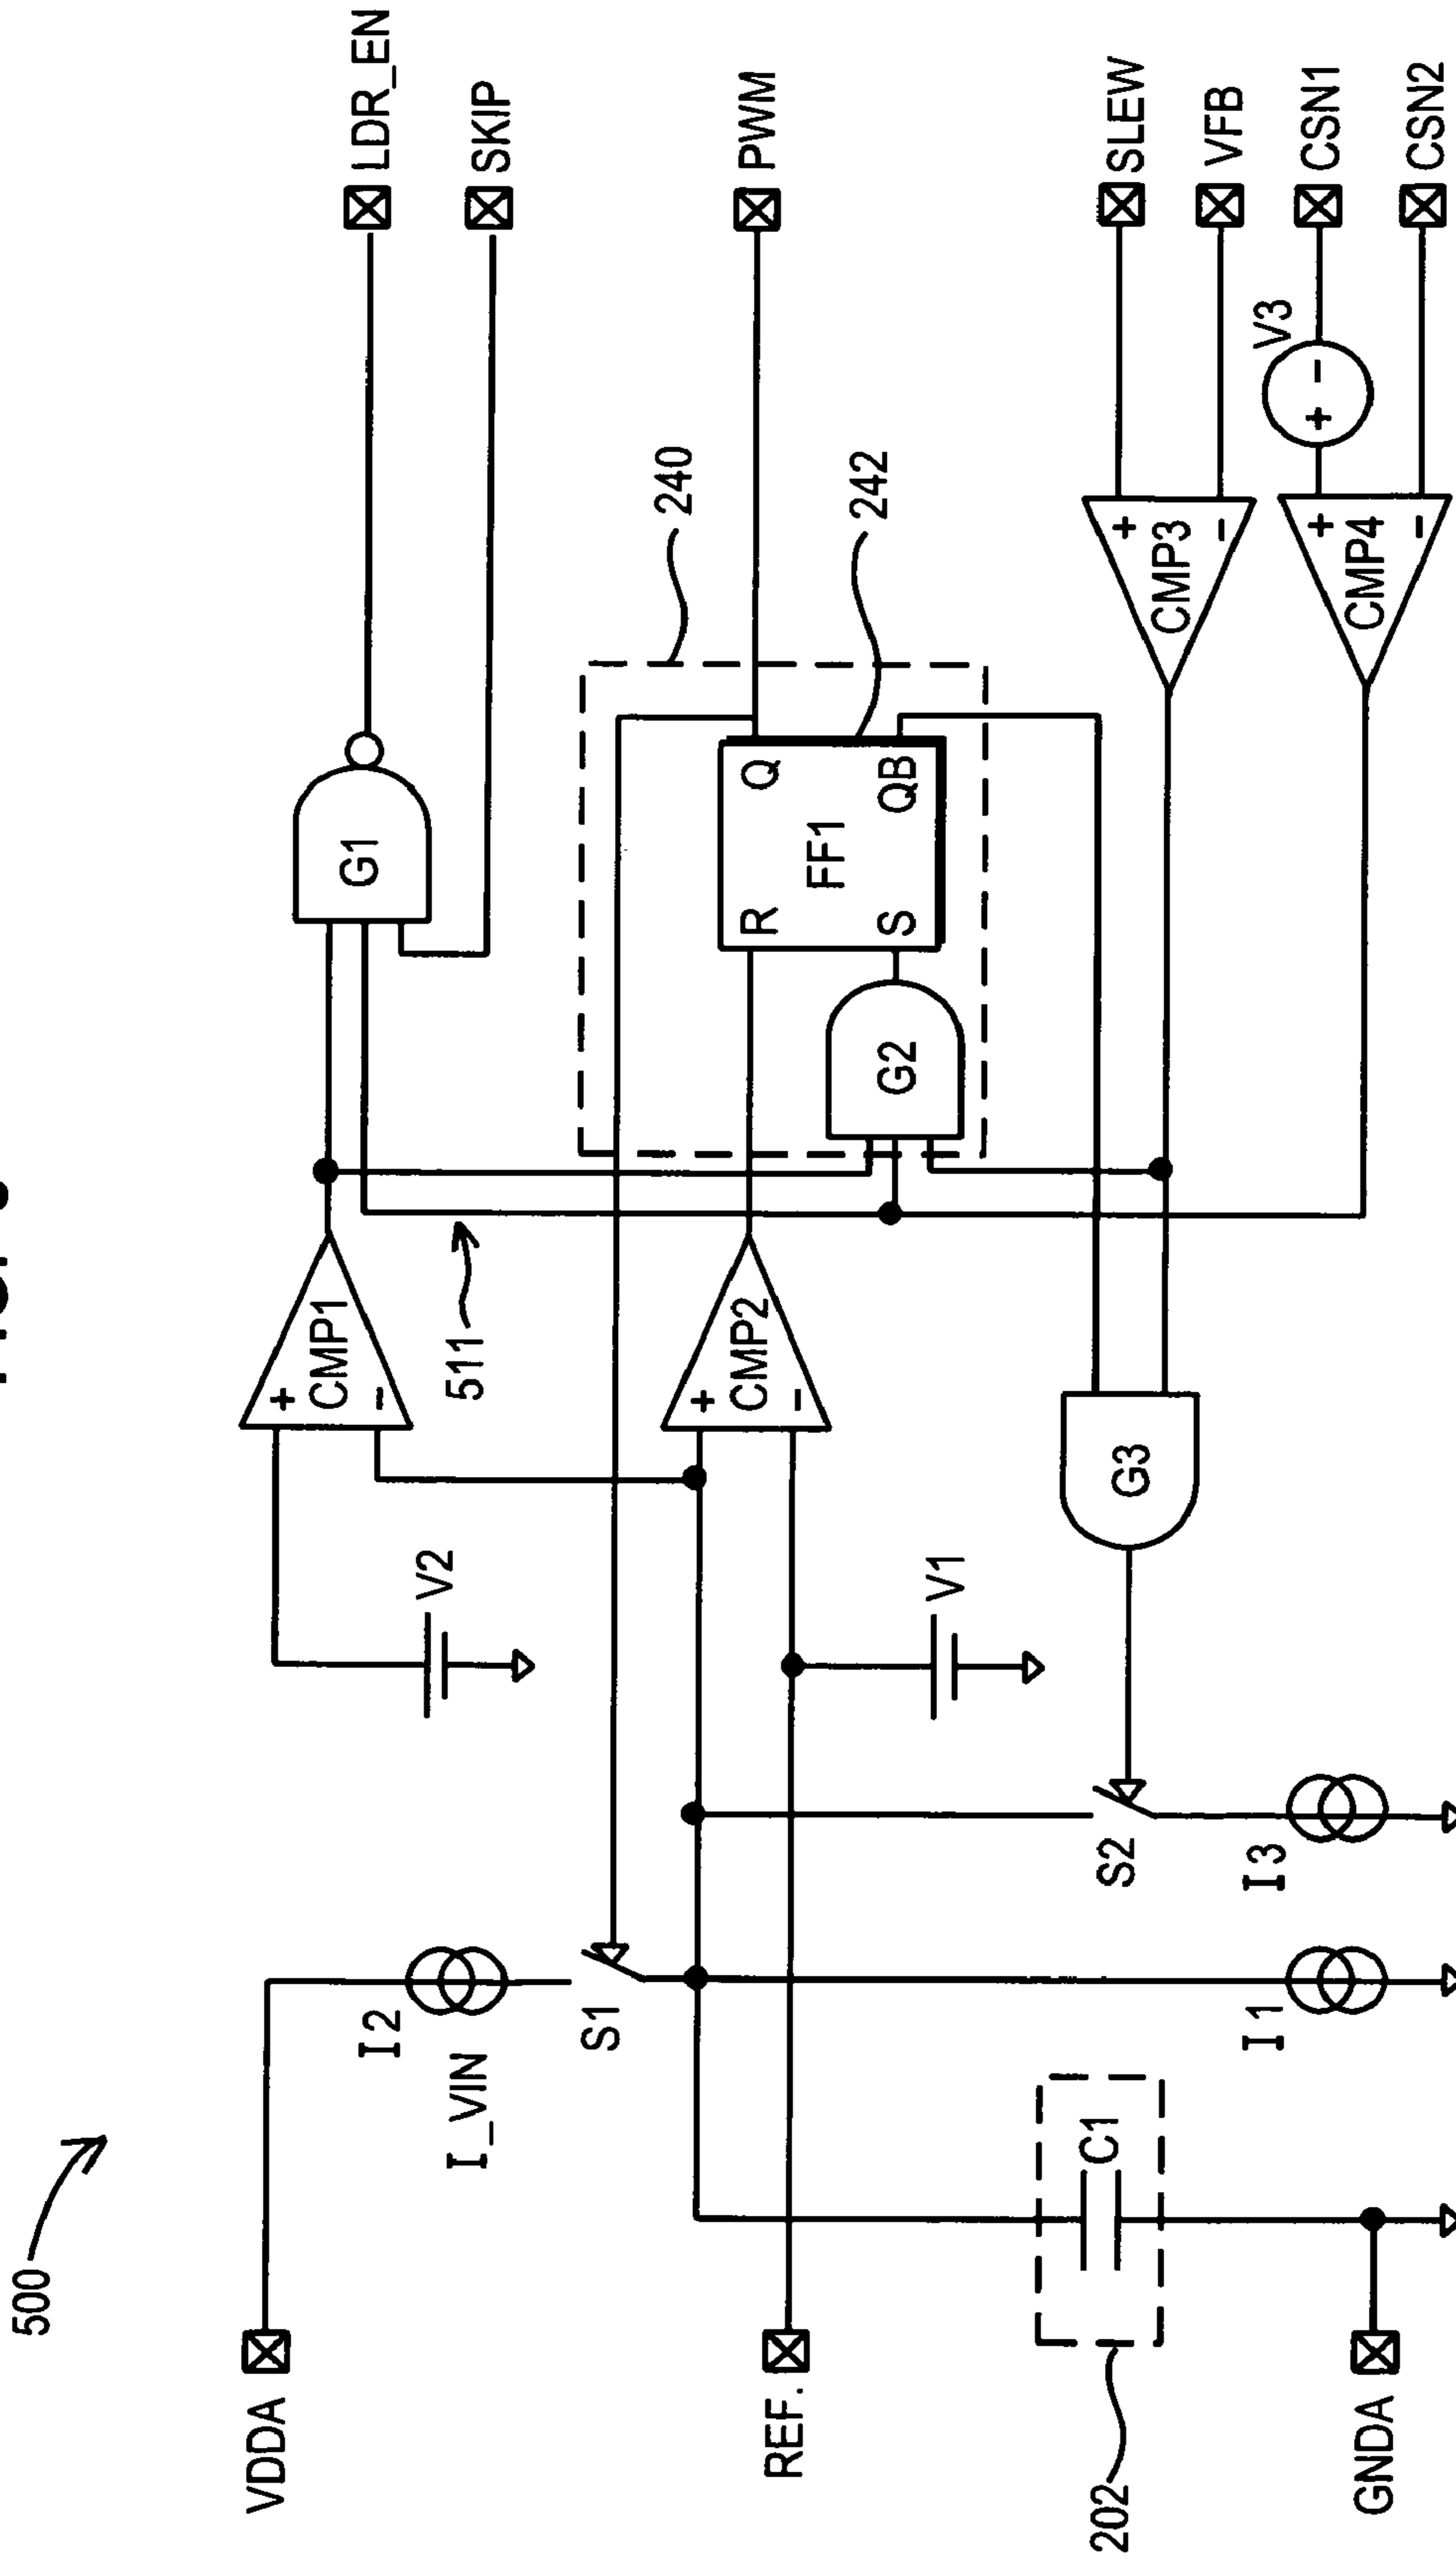 500
VDDA
I2
I_VIN
S1
V2
+
CMP1
-
511
G1
LDR_EN
SKIP
240
REF.
+
CMP2
-
V1
R
Q
FF1
S
QB
G2
242
PWM
202
C1
GNDA
I1
I3
S2
G3
+
CMP3
-
SLEW
VFB
+
CMP4
-
V3
+ -
CSN1
CSN2